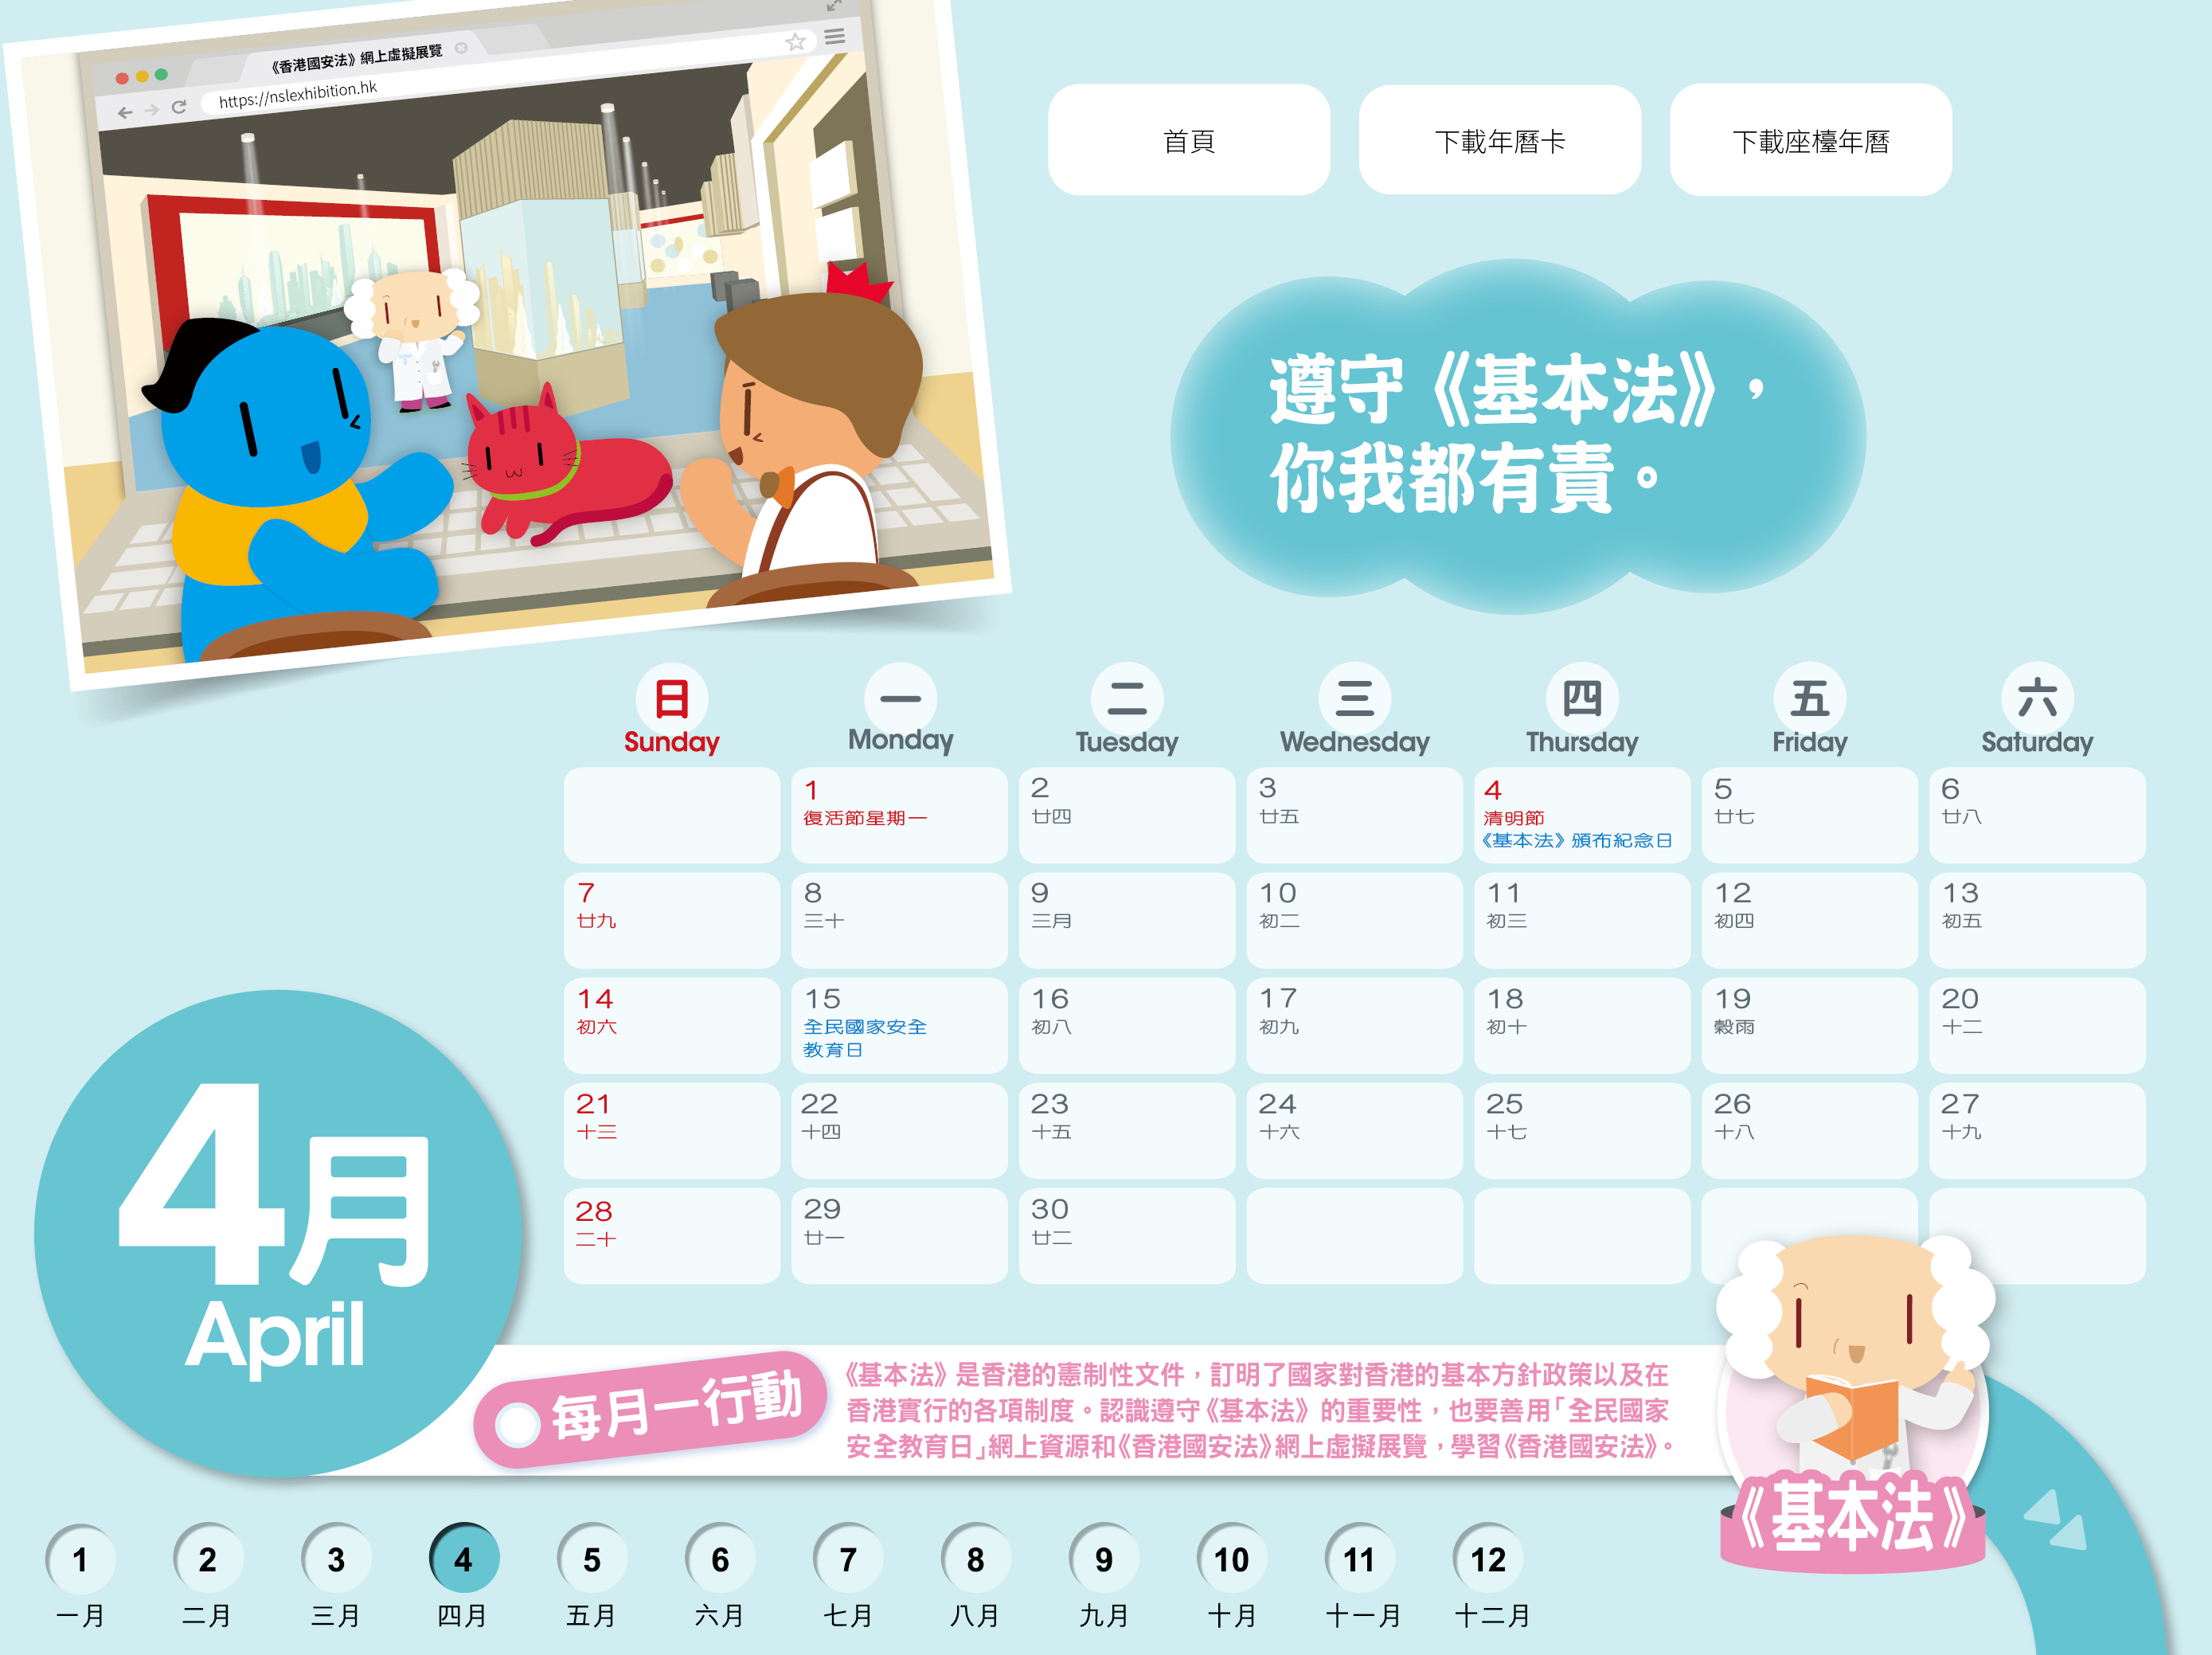 《香港國安法》網上虛擬展覽
https://nslexhibition.hk
首頁
下載年曆卡
下載座檯年曆
遵守《基本法》，
你我都有責。
日 一 二 三 四 五 六
Sunday Monday Tuesday Wednesday Thursday Friday Saturday
1 2 3 4 5 6
復活節星期一 廿四 廿五 清明節 廿七 廿八
《基本法》頒布紀念日
7 8 9 10 11 12 13
廿九 三十 三月 初二 初三 初四 初五
14 15 16 17 18 19 20
初六 全民國家安全 初八 初九 初十 穀雨 十二
教育日
21 22 23 24 25 26 27
十三 十四 十五 十六 十七 十八 十九
28 29 30
二十 廿一 廿二
4月
April
每月一行動
《基本法》是香港的憲制性文件，訂明了國家對香港的基本方針政策以及在
香港實行的各項制度。認識遵守《基本法》的重要性，也要善用「全民國家
安全教育日」網上資源和《香港國安法》網上虛擬展覽，學習《香港國安法》。
《基本法》
1 2 3 4 5 6 7 8 9 10 11 12
一月 二月 三月 四月 五月 六月 七月 八月 九月 十月 十一月 十二月